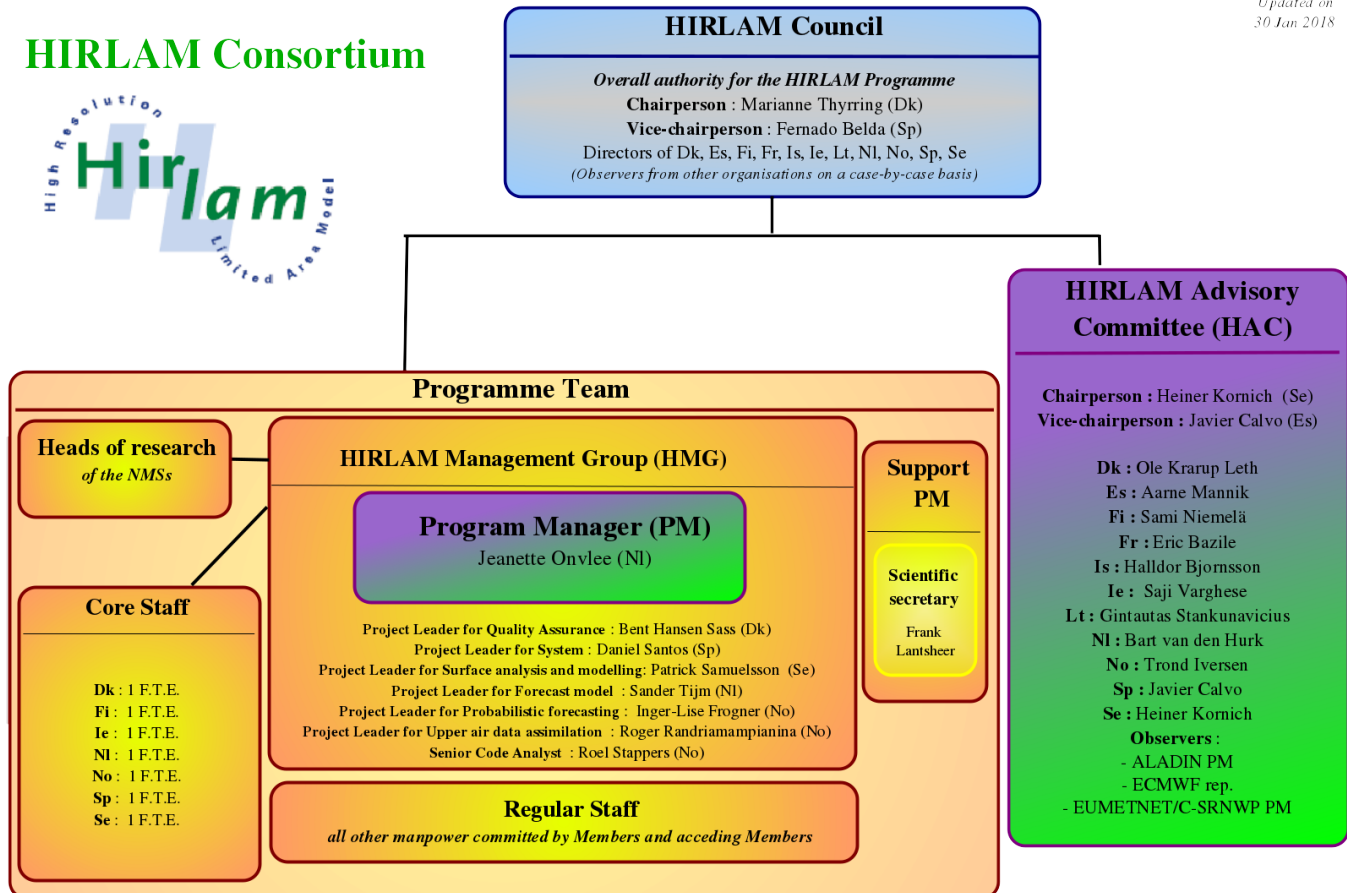 Updated on
30 Jan 2018
HIRLAM Consortium
High Resolution
Hirlam
Limited Area Model
HIRLAM Council
Overall authority for the HIRLAM Programme
Chairperson : Marianne Thyrring (Dk)
Vice-chairperson : Fernado Belda (Sp)
Directors of Dk, Es, Fi, Fr, Is, Ie, Lt, Nl, No, Sp, Se
(Observers from other organisations on a case-by-case basis)
Programme Team
Heads of research
of the NMSs
Core Staff
Dk : 1 F.T.E.
Fi : 1 F.T.E.
Ie : 1 F.T.E.
Nl : 1 F.T.E.
No : 1 F.T.E.
Sp : 1 F.T.E.
Se : 1 F.T.E.
HIRLAM Management Group (HMG)
Program Manager (PM)
Jeanette Onvlee (Nl)
Project Leader for Quality Assurance : Bent Hansen Sass (Dk)
Project Leader for System : Daniel Santos (Sp)
Project Leader for Surface analysis and modelling: Patrick Samuelsson (Se)
Project Leader for Forecast model : Sander Tijm (Nl)
Project Leader for Probabilistic forecasting : Inger-Lise Frogner (No)
Project Leader for Upper air data assimilation : Roger Randriamampianina (No)
Senior Code Analyst : Roel Stappers (No)
Regular Staff
all other manpower committed by Members and acceding Members
Support
PM
Scientific
secretary
Frank
Lantsheer
HIRLAM Advisory
Committee (HAC)
Chairperson : Heiner Kornich (Se)
Vice-chairperson : Javier Calvo (Es)
Dk : Ole Krarup Leth
Es : Aarne Mannik
Fi : Sami Niemelä
Fr : Eric Bazile
Is : Halldor Bjornsson
Ie : Saji Varghese
Lt : Gintautas Stankunavicius
Nl : Bart van den Hurk
No : Trond Iversen
Sp : Javier Calvo
Se : Heiner Kornich
Observers :
- ALADIN PM
- ECMWF rep.
- EUMETNET/C-SRNWP PM